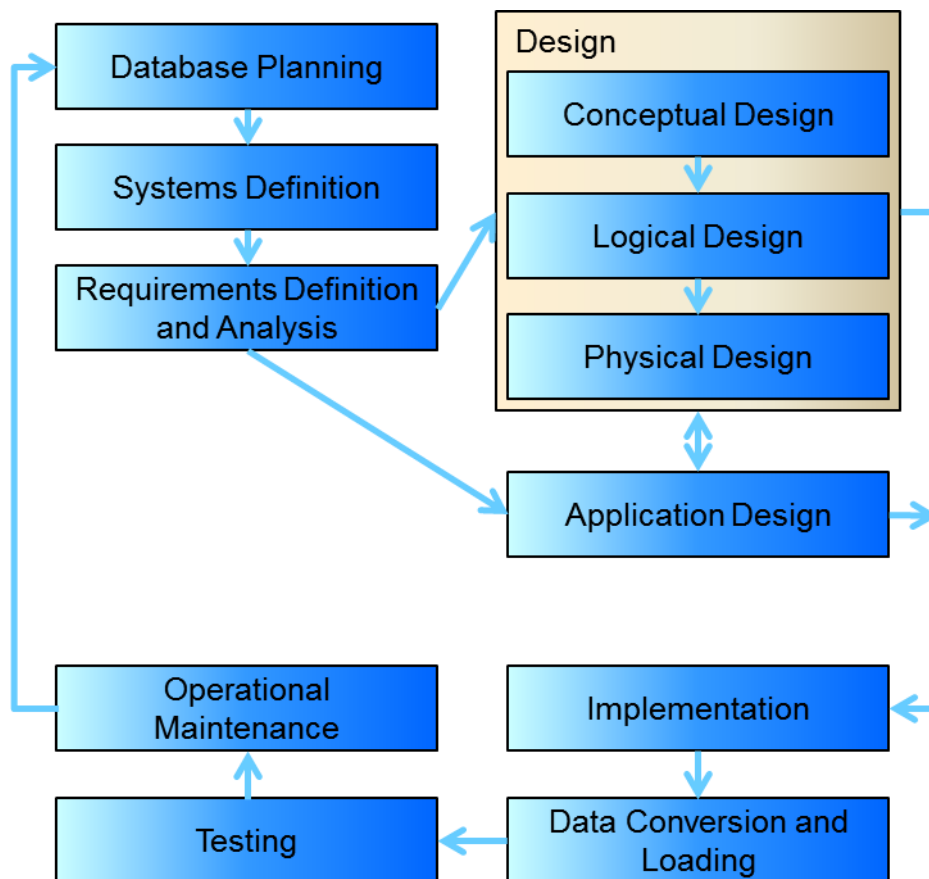 Database Planning
Systems Definition
Requirements Definition
and Analysis
Design
Conceptual Design
Logical Design
Physical Design
Application Design
Operational
Maintenance
Implementation
Testing
Data Conversion and
Loading